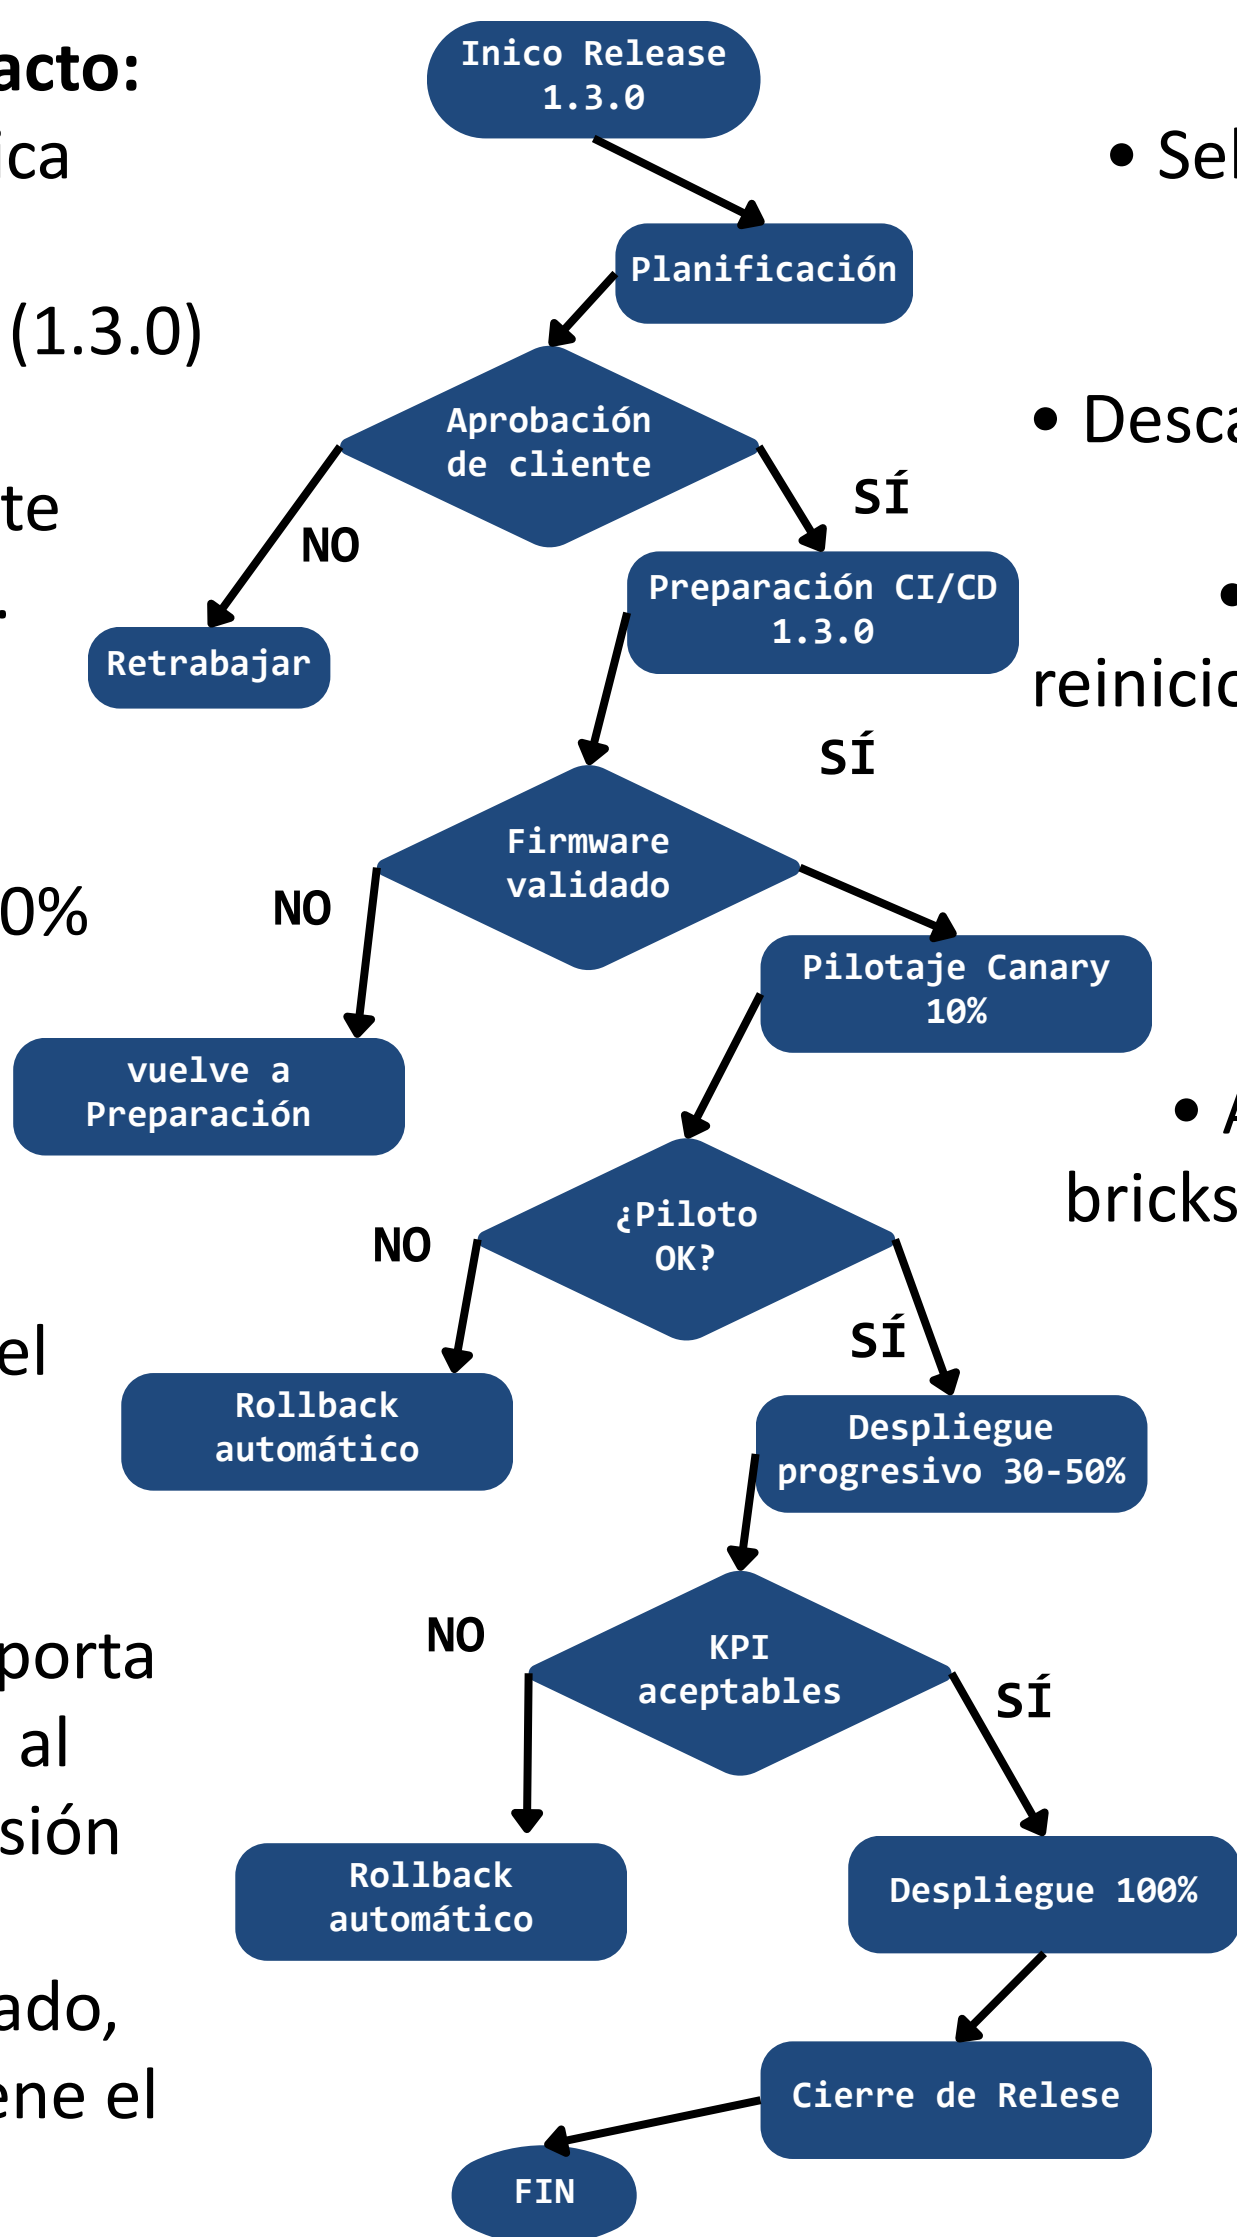 acto:
ica
(1.3.0)
te
.
0%
el
porta
al
sión
ado,
ene el
Inico Release
1.3.0
Planificación
Aprobación
de cliente
NO
SÍ
Retrabajar
Preparación CI/CD
1.3.0
SÍ
Firmware
validado
NO
Pilotaje Canary
10%
vuelve a
Preparación
¿Piloto
OK?
NO
SÍ
Rollback
automático
Despliegue
progresivo 30-50%
NO
KPI
aceptables
SÍ
Rollback
automático
Despliegue 100%
Cierre de Relese
FIN
• Sel
• Desca
•
reinicio
• A
bricks